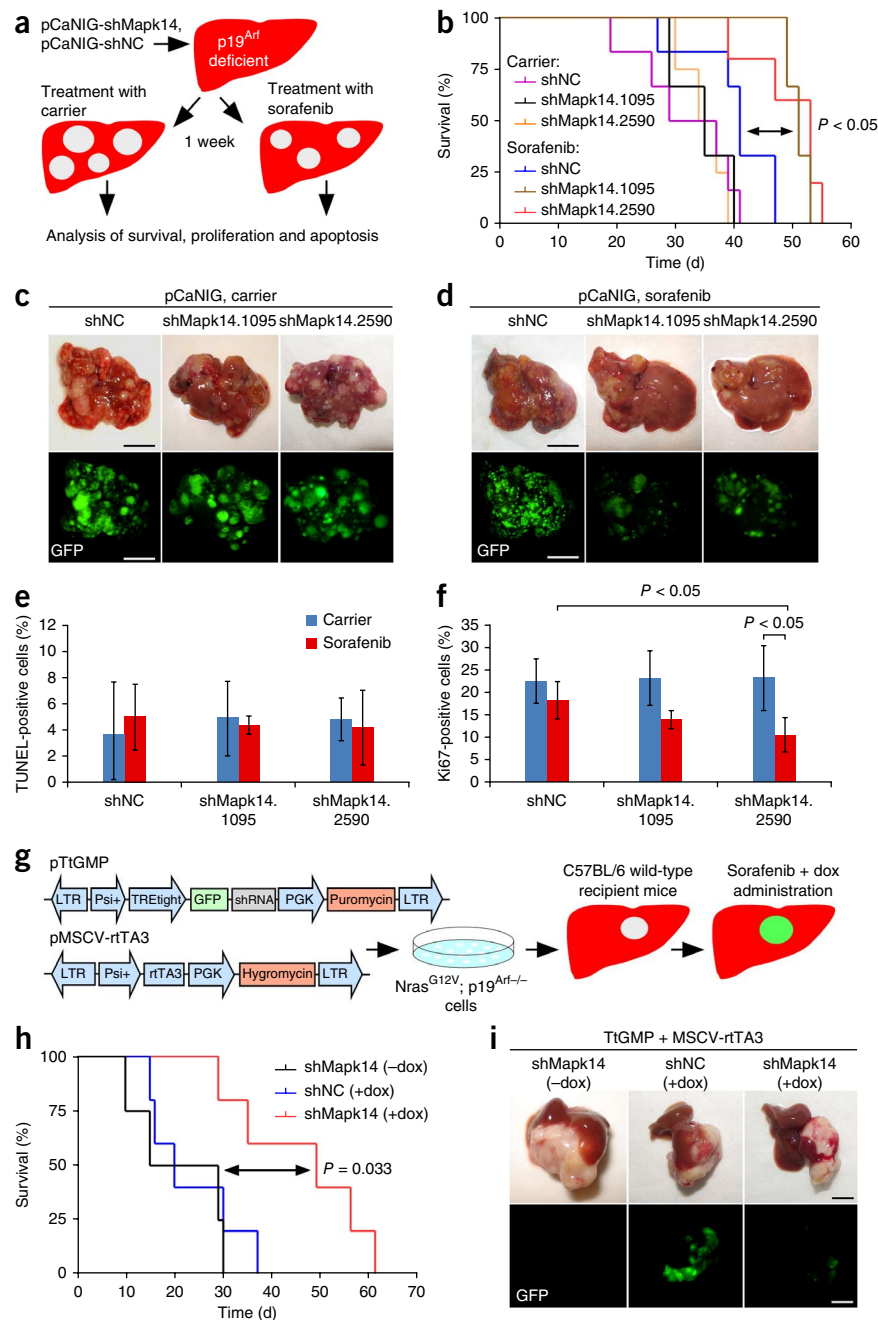 a
pCaNIG-shMapk14,
pCaNIG-shNC
p19Arf
deficient
Treatment with
carrier
Treatment with
sorafenib
1 week
Analysis of survival, proliferation and apoptosis
b
Survival (%)
100
75
50
25
0
Carrier:
shNC
shMapk14.1095
shMapk14.2590
Sorafenib:
shNC
shMapk14.1095
shMapk14.2590
P < 0.05
0 10 20 30 40 50 60
Time (d)
c
pCaNIG, carrier
shNC shMapk14.1095 shMapk14.2590
GFP
d
pCaNIG, sorafenib
shNC shMapk14.1095 shMapk14.2590
GFP
e
TUNEL-positive cells (%)
12
10
8
6
4
2
0
Carrier
Sorafenib
shNC shMapk14.1095 shMapk14.2590
f
Ki67-positive cells (%)
35
30
25
20
15
10
5
0
P < 0.05
P < 0.05
shNC shMapk14.1095 shMapk14.2590
g
pTtGMP
LTR Psi+ TREtight GFP shRNA PGK Puromycin LTR
pMSCV-rtTA3
LTR Psi+ rtTA3 PGK Hygromycin LTR
NrasG12V; p19Arf–/–
cells
C57BL/6 wild-type
recipient mice
Sorafenib + dox
administration
h
Survival (%)
100
75
50
25
0
shMapk14 (–dox)
shNC (+dox)
shMapk14 (+dox)
P = 0.033
0 10 20 30 40 50 60 70
Time (d)
i
TtGMP + MSCV-rtTA3
shMapk14
(–dox)
shNC
(+dox)
shMapk14
(+dox)
GFP